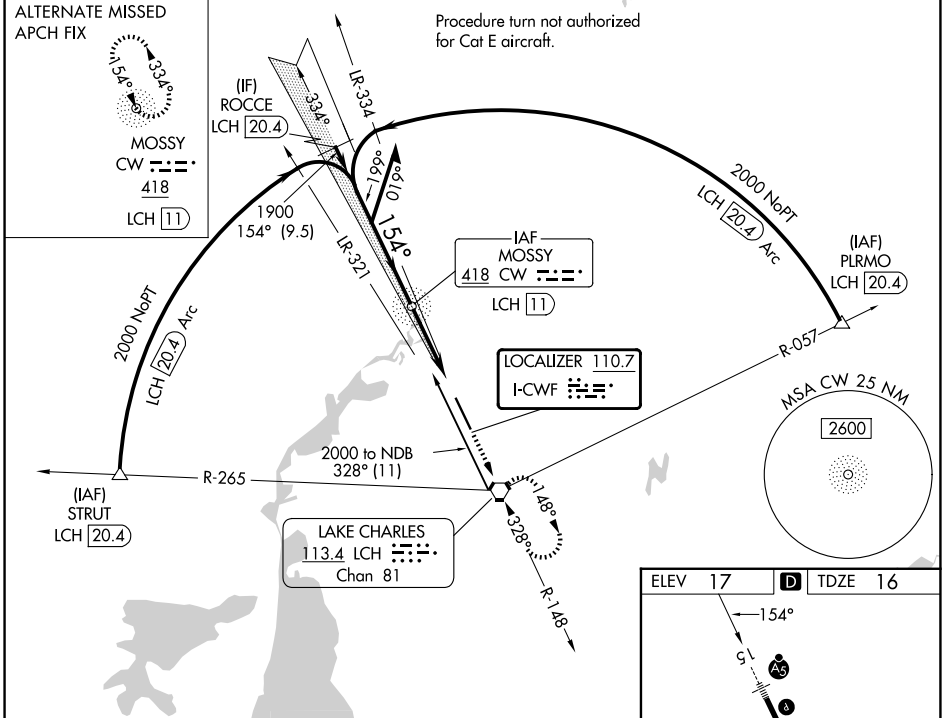 ALTERNATE MISSED
APCH FIX
154°
334°
MOSSY
CW
418
LCH 11
Procedure turn not authorized
for Cat E aircraft.
(IF)
ROCCE
LCH 20.4
334°
LR-334
199°
019°
154°
1900
154° (9.5)
LR-321
2000 NoPT
LCH 20.4 Arc
2000 NoPT
LCH 20.4 Arc
(IAF)
PLRMO
LCH 20.4
IAF
MOSSY
418 CW
LCH 11
R-057
LOCALIZER 110.7
I-CWF
MSA CW 25 NM
2600
2000 to NDB
328° (11)
R-265
(IAF)
STRUT
LCH 20.4
148°
328°
LAKE CHARLES
113.4 LCH
Chan 81
R-148
N
ELEV 17 D TDZE 16
154°
15
A5